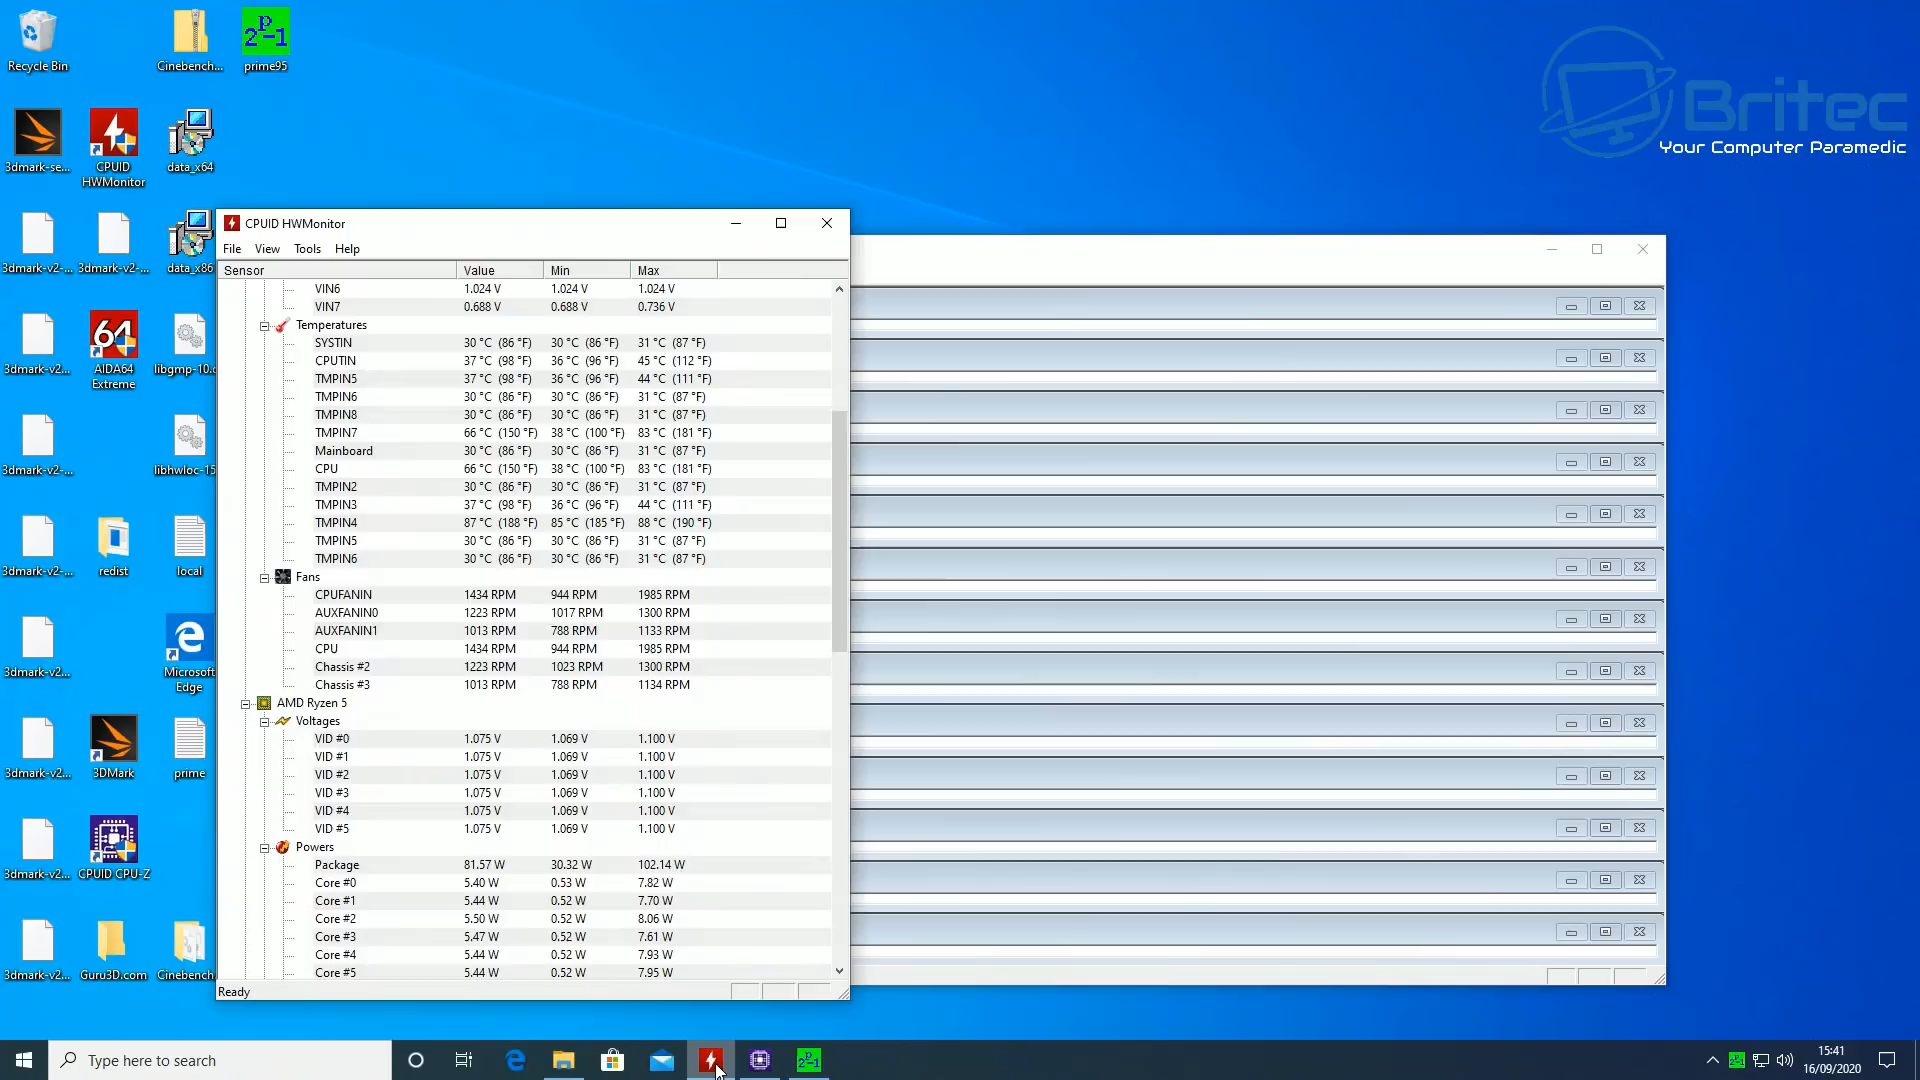 Recycle Bin
Cinebench...
prime95
Britec
Your Computer Paramedic
3dmark-se...
CPUID
HWMonitor
data_x64
3dmark-v2-...
3dmark-v2-...
data_x86
3dmark-v2...
64
AIDA64
Extreme
libgmp-10.c
3dmark-v2-...
libhwloc-15
3dmark-v2-...
redist
local
3dmark-v2...
Microsoft
Edge
3dmark-v2...
3DMark
prime
3dmark-v2...
CPUID CPU-Z
3dmark-v2...
Guru3D.com
Cinebench
CPUID HWMonitor
File View Tools Help
Sensor Value Min Max
VIN6 1.024 V 1.024 V 1.024 V
VIN7 0.688 V 0.688 V 0.736 V
Temperatures
SYSTIN 30 °C (86 °F) 30 °C (86 °F) 31 °C (87 °F)
CPUTIN 37 °C (98 °F) 36 °C (96 °F) 45 °C (112 °F)
TMPIN5 37 °C (98 °F) 36 °C (96 °F) 44 °C (111 °F)
TMPIN6 30 °C (86 °F) 30 °C (86 °F) 31 °C (87 °F)
TMPIN8 30 °C (86 °F) 30 °C (86 °F) 31 °C (87 °F)
TMPIN7 66 °C (150 °F) 38 °C (100 °F) 83 °C (181 °F)
Mainboard 30 °C (86 °F) 30 °C (86 °F) 31 °C (87 °F)
CPU 66 °C (150 °F) 38 °C (100 °F) 83 °C (181 °F)
TMPIN2 30 °C (86 °F) 30 °C (86 °F) 31 °C (87 °F)
TMPIN3 37 °C (98 °F) 36 °C (96 °F) 44 °C (111 °F)
TMPIN4 87 °C (188 °F) 85 °C (185 °F) 88 °C (190 °F)
TMPIN5 30 °C (86 °F) 30 °C (86 °F) 31 °C (87 °F)
TMPIN6 30 °C (86 °F) 30 °C (86 °F) 31 °C (87 °F)
Fans
CPUFANIN 1434 RPM 944 RPM 1985 RPM
AUXFANIN0 1223 RPM 1017 RPM 1300 RPM
AUXFANIN1 1013 RPM 788 RPM 1133 RPM
CPU 1434 RPM 944 RPM 1985 RPM
Chassis #2 1223 RPM 1023 RPM 1300 RPM
Chassis #3 1013 RPM 788 RPM 1134 RPM
AMD Ryzen 5
Voltages
VID #0 1.075 V 1.069 V 1.100 V
VID #1 1.075 V 1.069 V 1.100 V
VID #2 1.075 V 1.069 V 1.100 V
VID #3 1.075 V 1.069 V 1.100 V
VID #4 1.075 V 1.069 V 1.100 V
VID #5 1.075 V 1.069 V 1.100 V
Powers
Package 81.57 W 30.32 W 102.14 W
Core #0 5.40 W 0.53 W 7.82 W
Core #1 5.44 W 0.52 W 7.70 W
Core #2 5.50 W 0.52 W 8.06 W
Core #3 5.47 W 0.52 W 7.61 W
Core #4 5.44 W 0.52 W 7.93 W
Core #5 5.44 W 0.52 W 7.95 W
Ready
Type here to search
15:41
16/09/2020